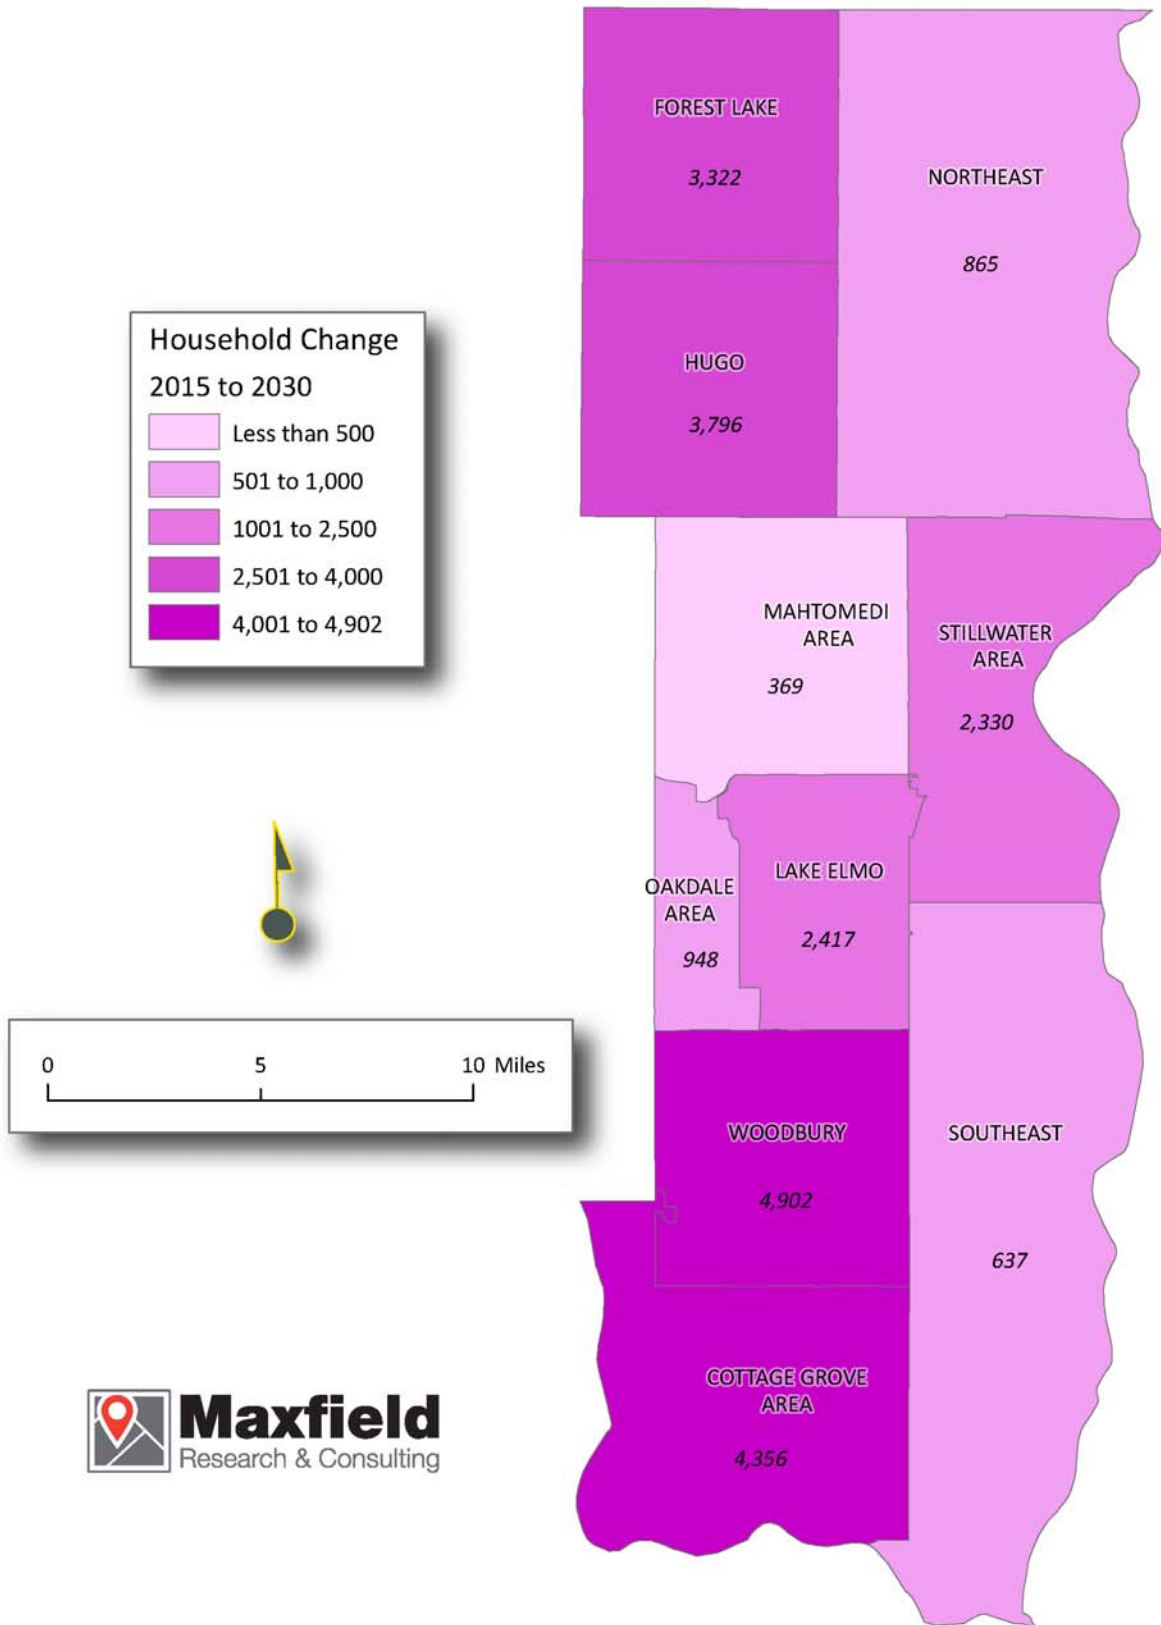 FOREST LAKE
3,322
NORTHEAST
865
HUGO
3,796
Household Change
2015 to 2030
Less than 500
501 to 1,000
1001 to 2,500
2,501 to 4,000
4,001 to 4,902
MAHTOMEDI
AREA
369
STILLWATER
AREA
2,330
OAKDALE
AREA
948
LAKE ELMO
2,417
0 5 10 Miles
WOODBURY
4,902
SOUTHEAST
637
COTTAGE GROVE
AREA
4,356
Maxfield
Research & Consulting